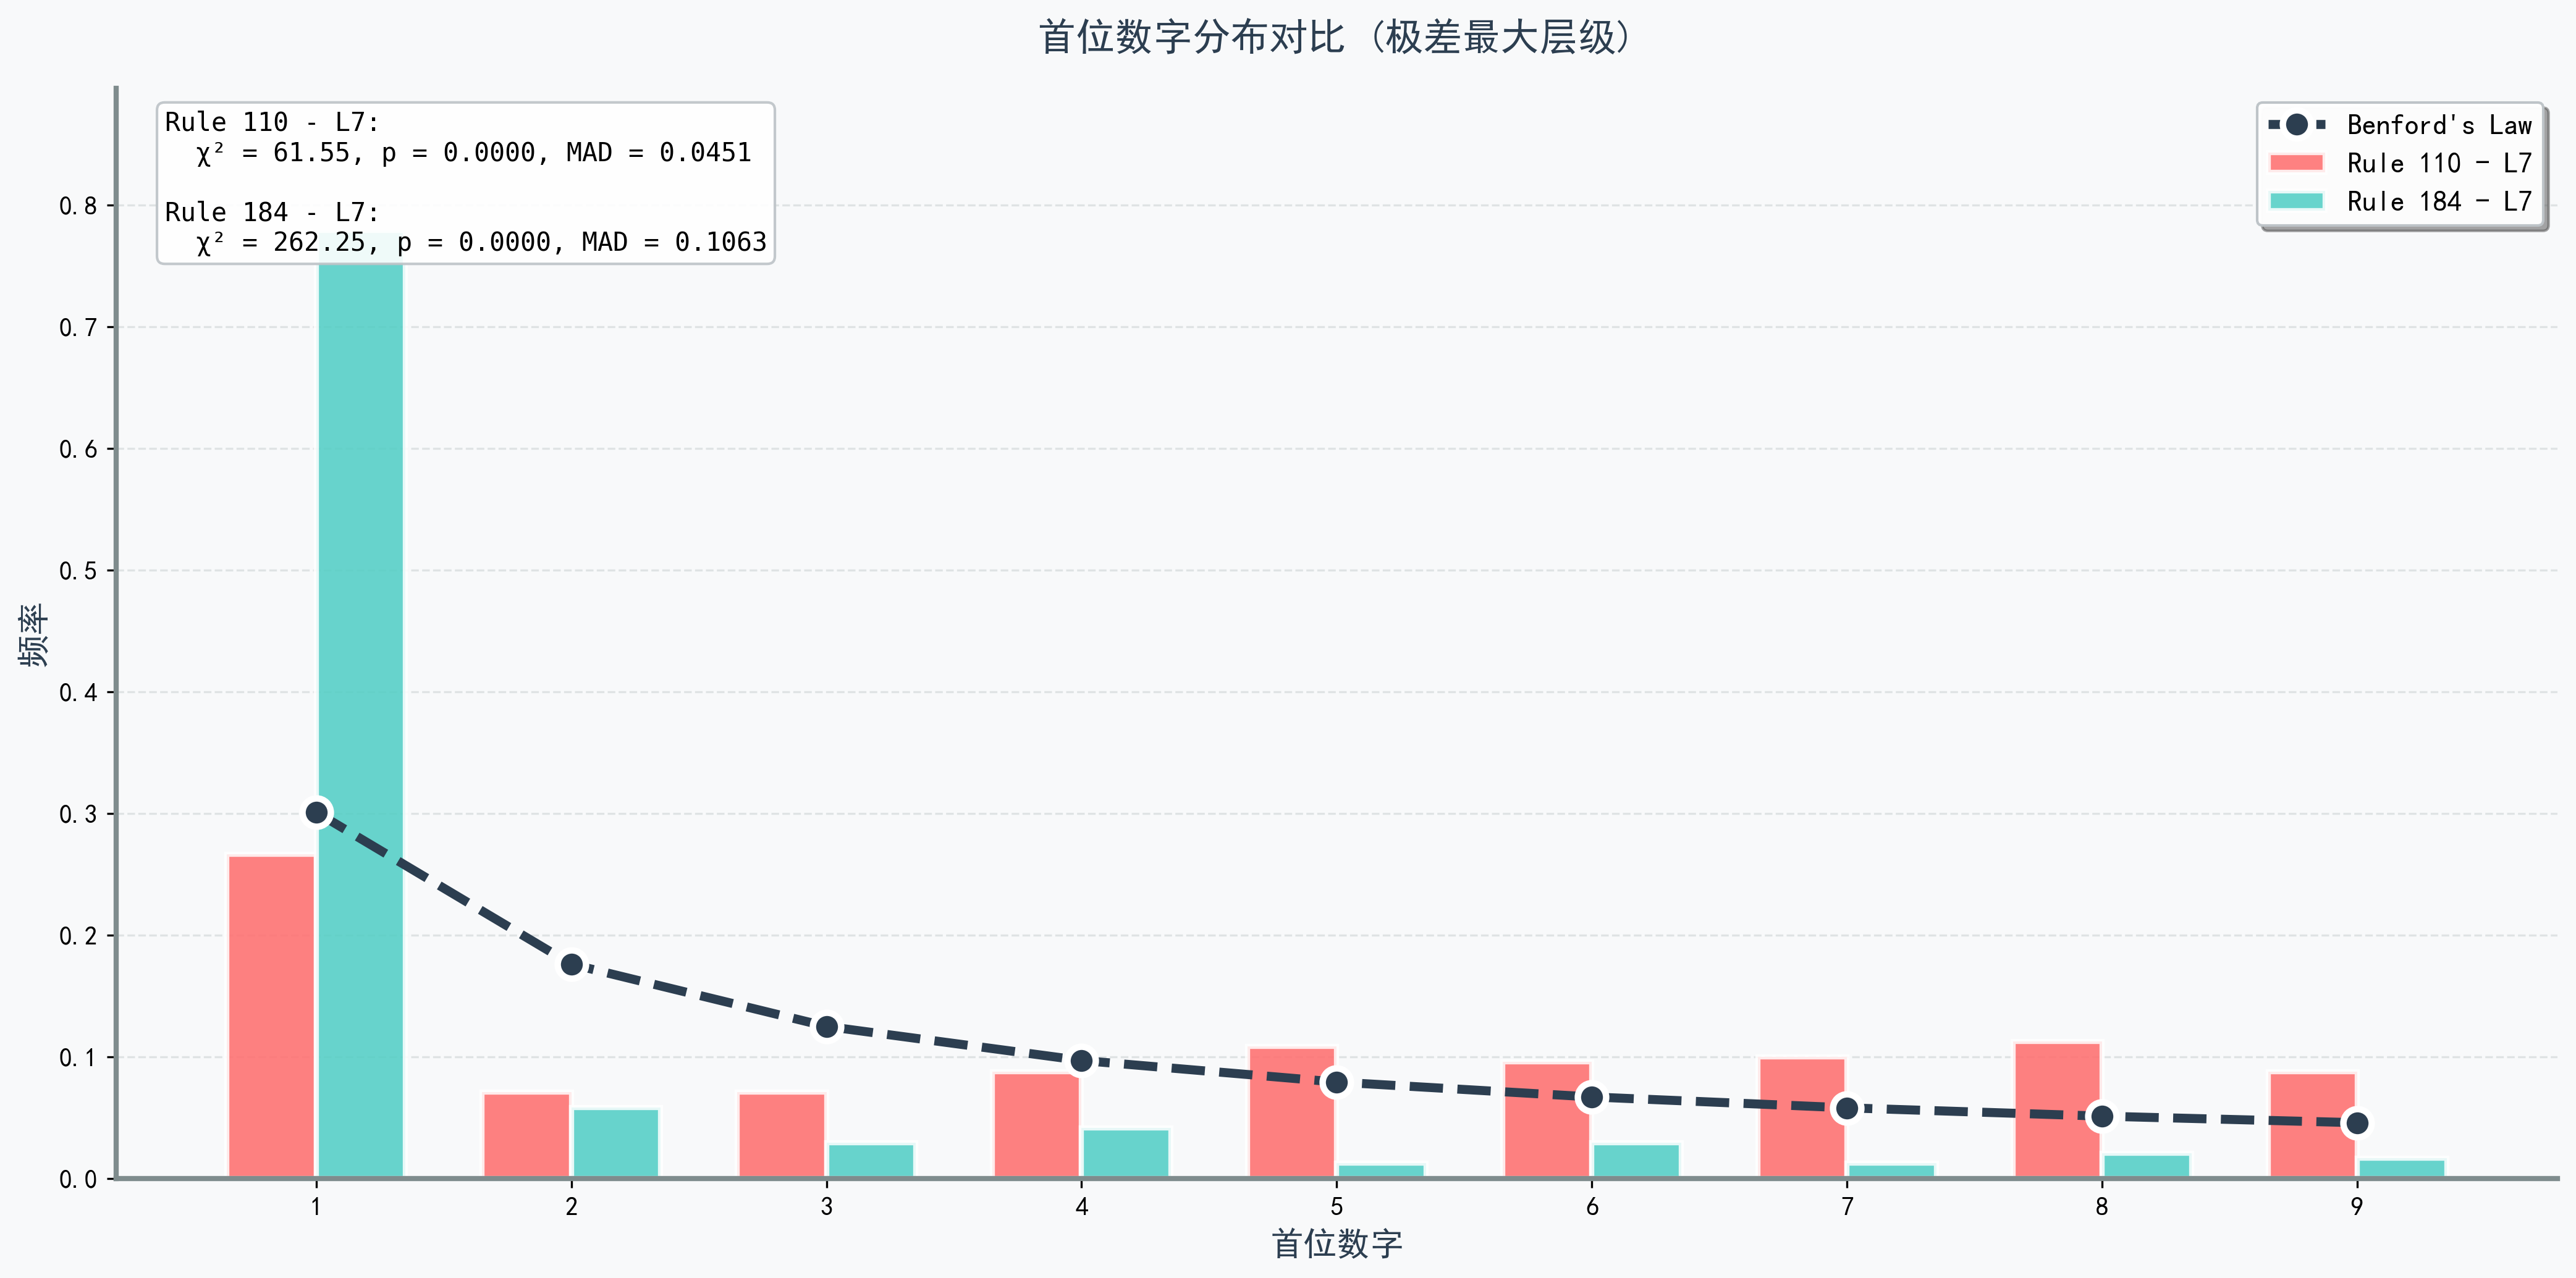 首位数字分布对比 (极差最大层级)
Rule 110 - L7:
χ² = 61.55, p = 0.0000, MAD = 0.0451
Rule 184 - L7:
χ² = 262.25, p = 0.0000, MAD = 0.1063
Benford's Law
Rule 110 - L7
Rule 184 - L7
频率
0.8
0.7
0.6
0.5
0.4
0.3
0.2
0.1
0.0
1 2 3 4 5 6 7 8 9
首位数字